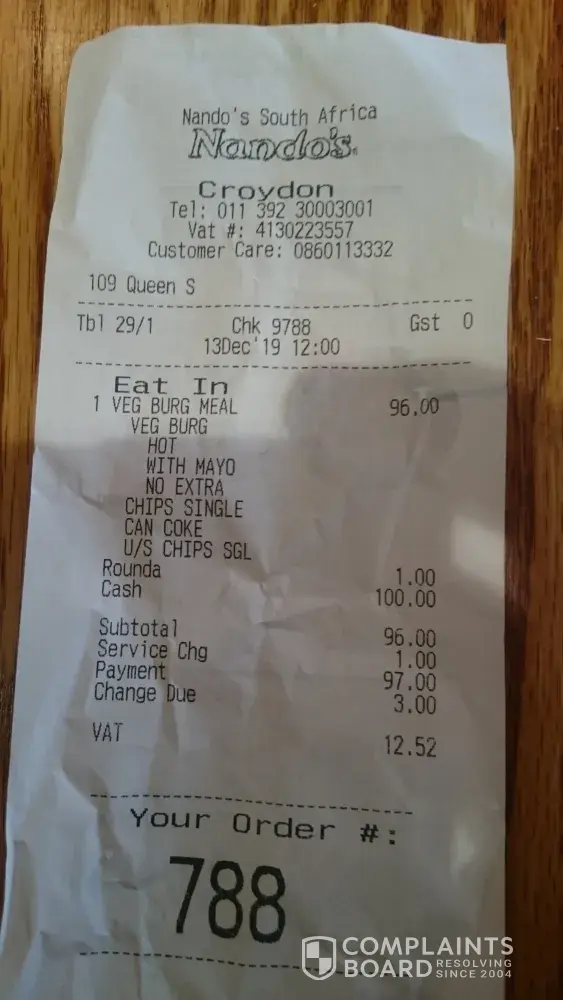 Nando's South Africa
Nando's
Croydon
Tel: 011 392 30003001
Vat #: 4130223557
Customer Care: 0860113332
109 Queen S
Tbl 29/1 Chk 9788 Gst 0
13Dec'19 12:00
Eat In
1 VEG BURG MEAL 96.00
VEG BURG
HOT
WITH MAYO
NO EXTRA
CHIPS SINGLE
CAN COKE
U/S CHIPS SGL
Rounda 1.00
Cash 100.00
Subtotal 96.00
Service Chg 1.00
Payment 97.00
Change Due 3.00
VAT 12.52
Your Order #:
788
COMPLAINTS
BOARD RESOLVING
SINCE 2004